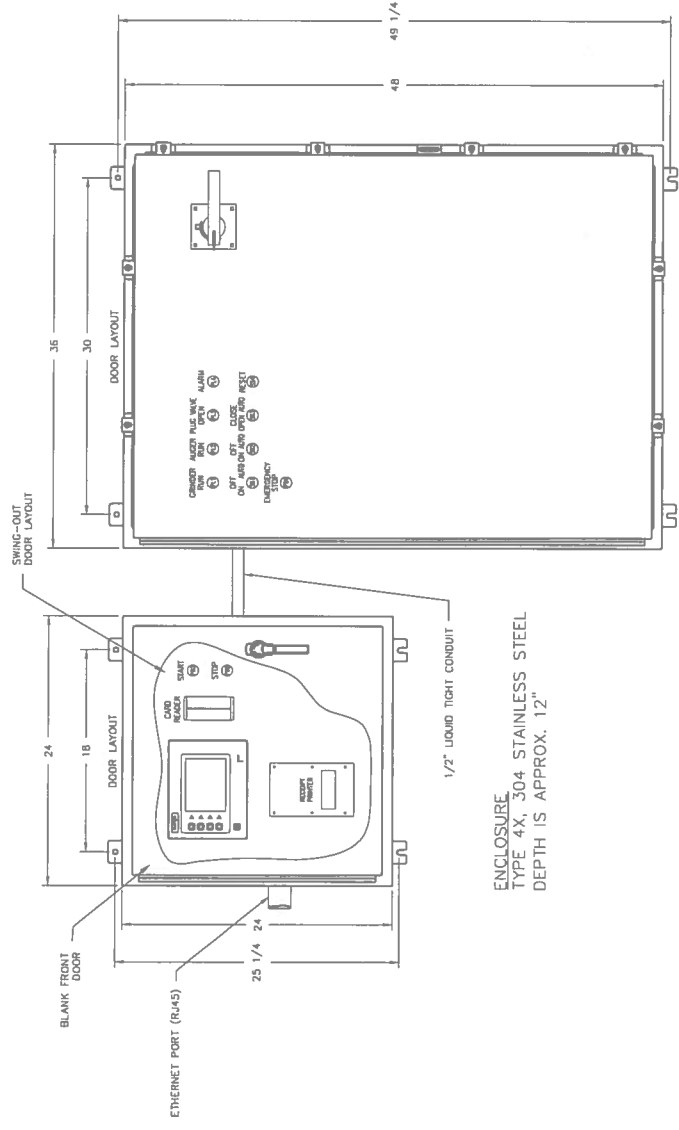 SWING-OUT
DOOR LAYOUT
BLANK FRONT
DOOR
ETHERNET PORT (RJ45)
24
18
DOOR LAYOUT
25 1/4
24
CARD
READER
START
STOP
RECEIPT
PRINTER
1/2" LIQUID TIGHT CONDUIT
36
30
DOOR LAYOUT
49 1/4
48
GRINDER
RUN
AUGER
RUN
PLUG VALVE
OPEN
ALARM
OFF
ON AUTO
OFF
ON AUTO
CLOSE
OPEN AUTO
RESET
EMERGENCY
STOP
ENCLOSURE
TYPE 4X, 304 STAINLESS STEEL
DEPTH IS APPROX. 12"